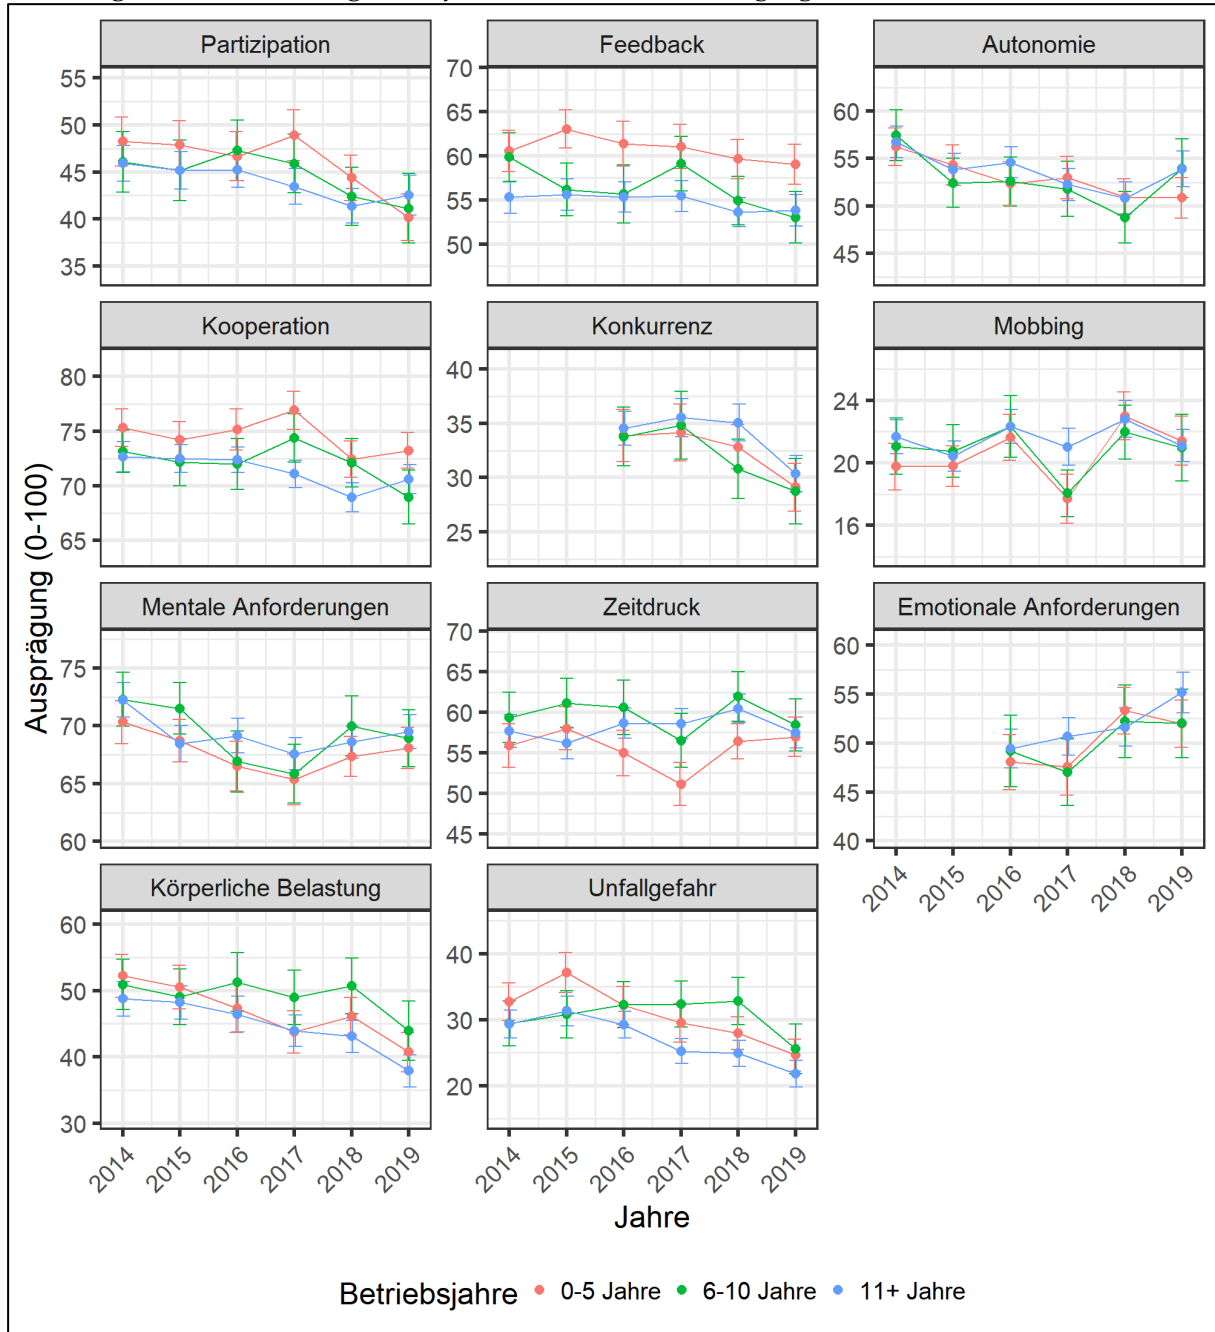 Partizipation
Feedback
Autonomie
55
50
45
40
35
70
65
60
55
50
60
55
50
45
Kooperation
Konkurrenz
Mobbing
80
75
70
65
40
35
30
25
24
20
16
Mentale Anforderungen
Zeitdruck
Emotionale Anforderungen
75
70
65
60
70
65
60
55
50
45
60
55
50
45
40
2014 2015 2016 2017 2018 2019
Körperliche Belastung
Unfallgefahr
60
50
40
30
40
30
20
2014 2015 2016 2017 2018 2019
2014 2015 2016 2017 2018 2019
Ausprägung (0-100)
Jahre
Betriebsjahre 0-5 Jahre 6-10 Jahre 11+ Jahre